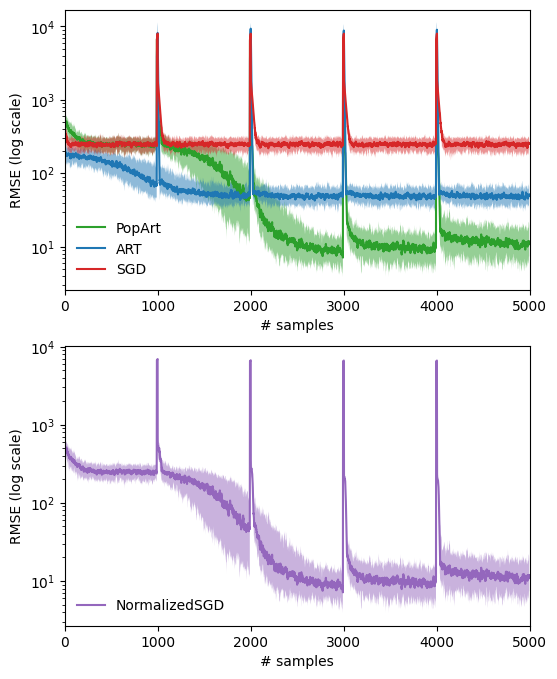 RMSE (log scale)
10⁴
10³
10²
10¹
PopArt
ART
SGD
0 1000 2000 3000 4000 5000
# samples
RMSE (log scale)
10⁴
10³
10²
10¹
NormalizedSGD
0 1000 2000 3000 4000 5000
# samples